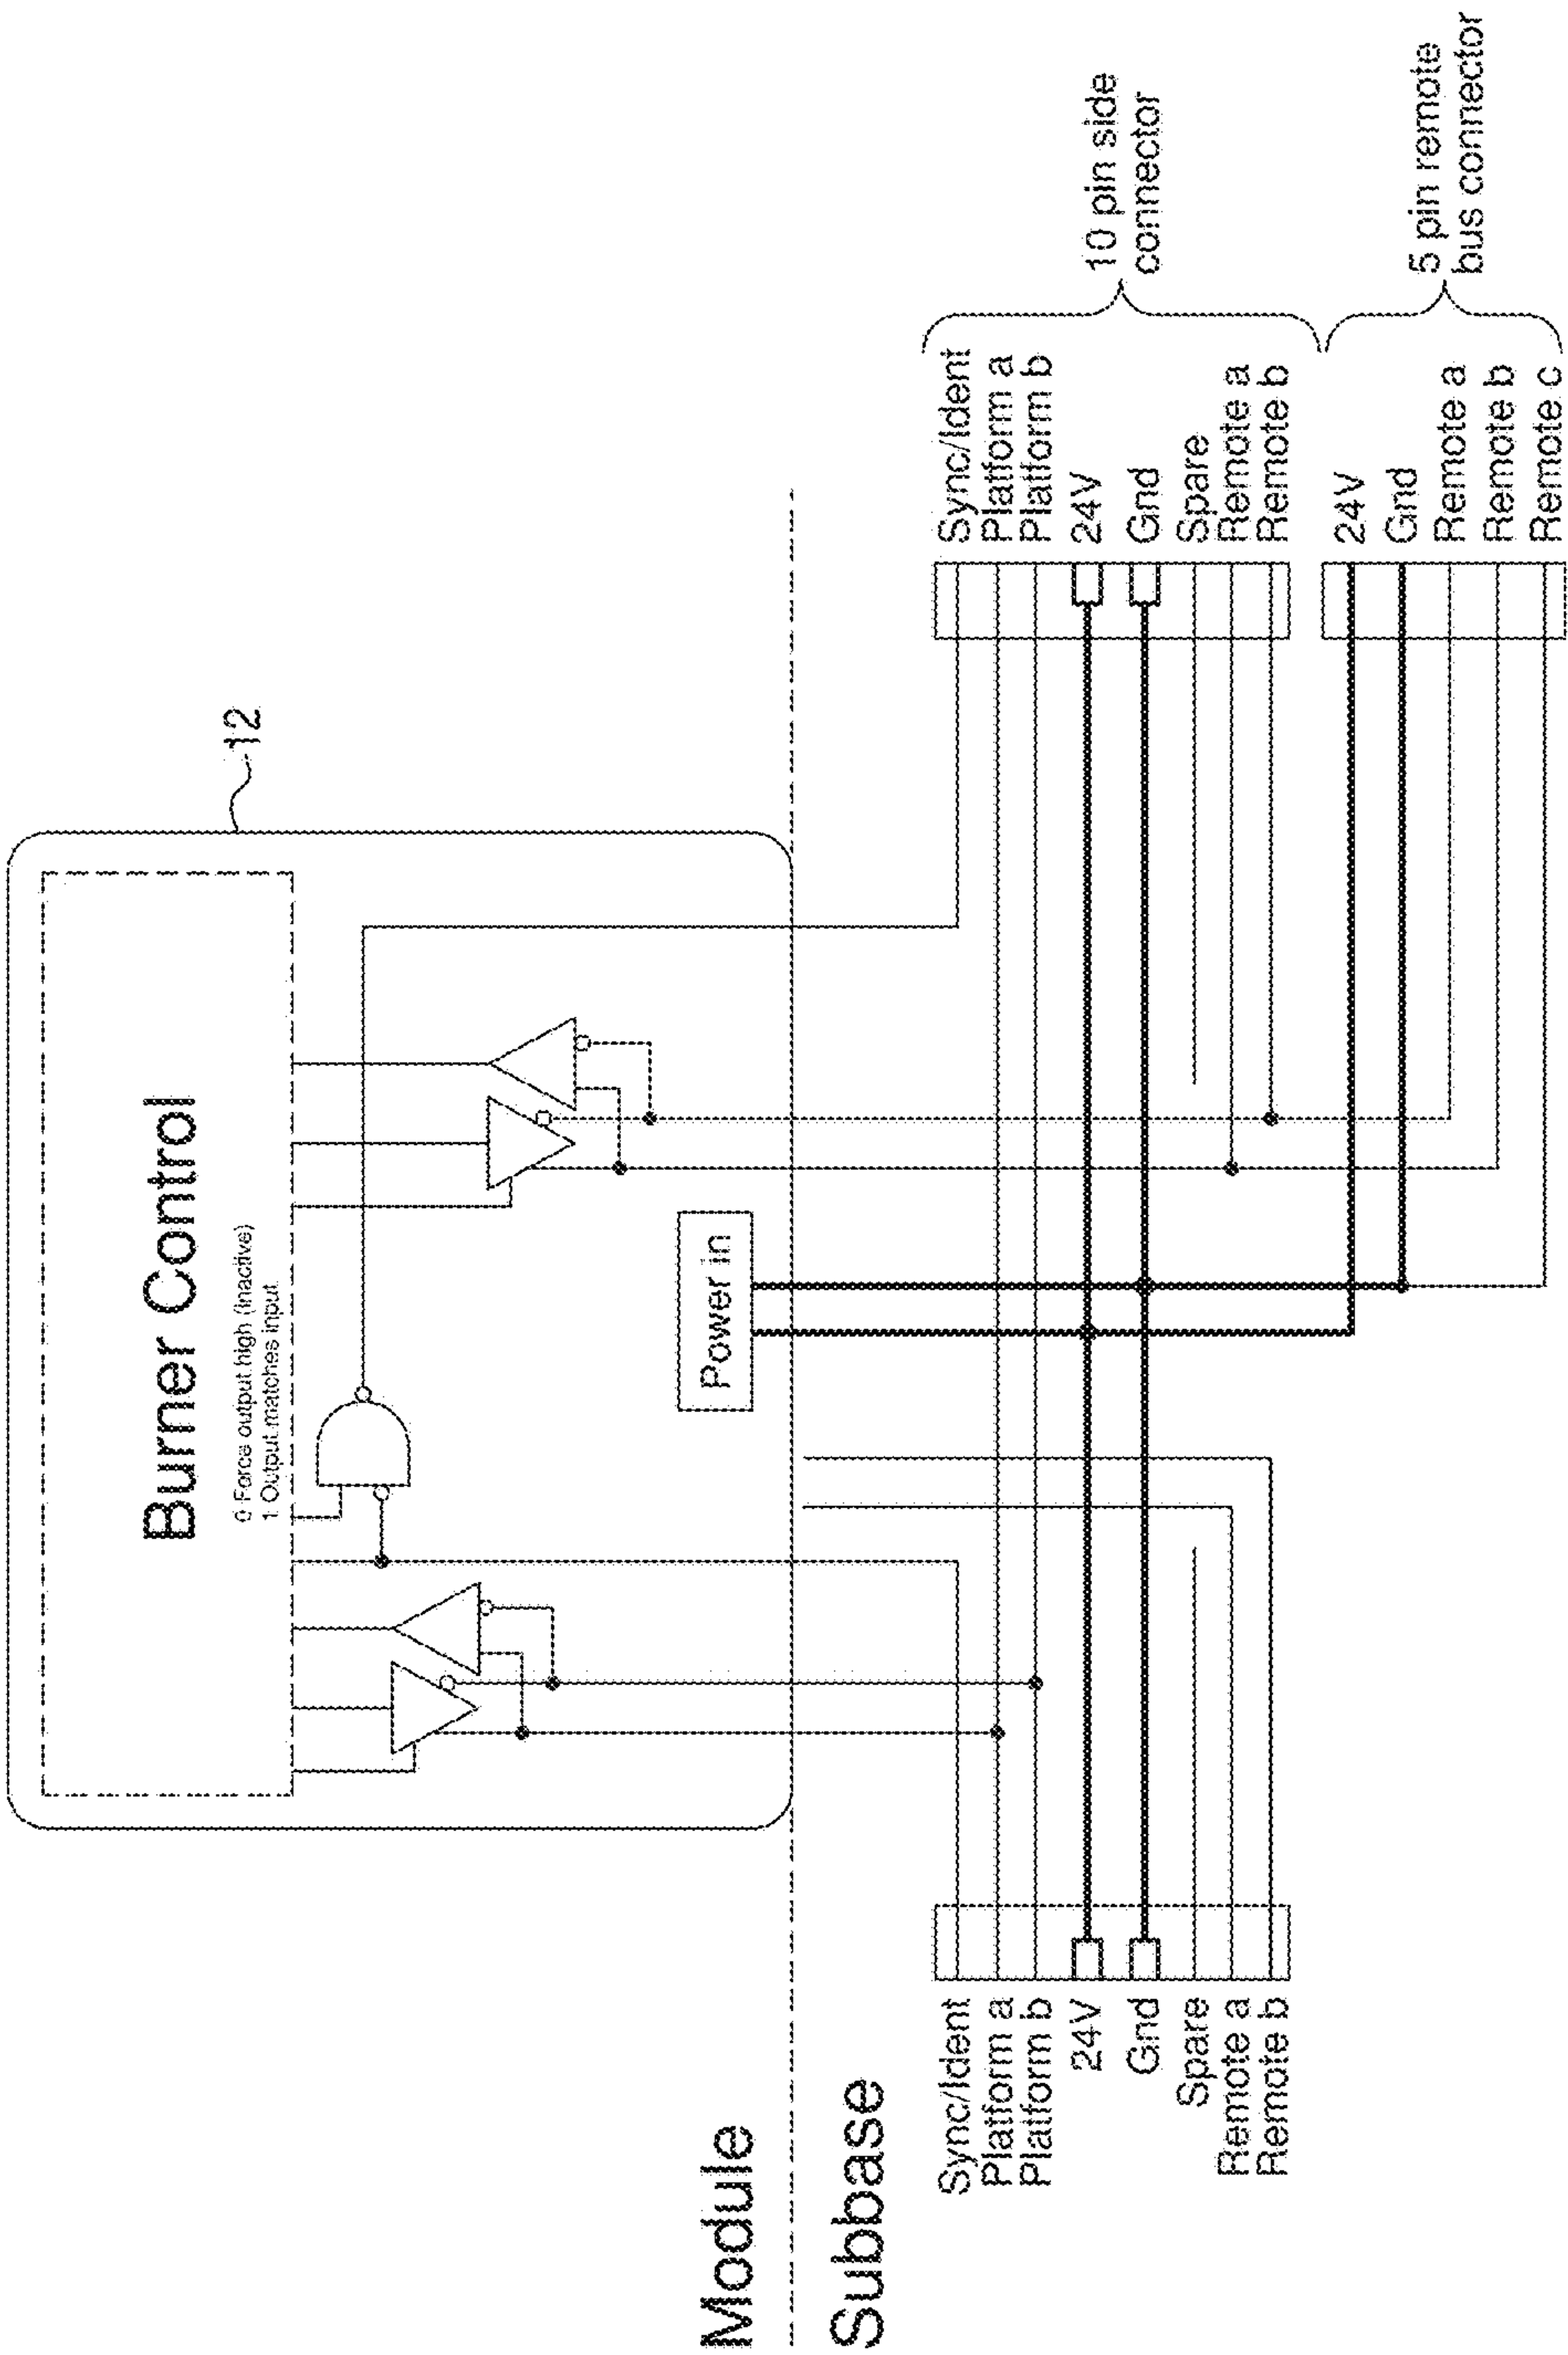 12
Burner Control
0 Force output high (inactive)
1 Output matches input
Power in
Module
Subbase
Sync/Ident
Platform a
Platform b
24V
Gnd
Spare
Remote a
Remote b
Sync/Ident
Platform a
Platform b
24V
Gnd
Spare
Remote a
Remote b
10 pin side
connector
24V
Gnd
Remote a
Remote b
Remote c
5 pin remote
bus connector